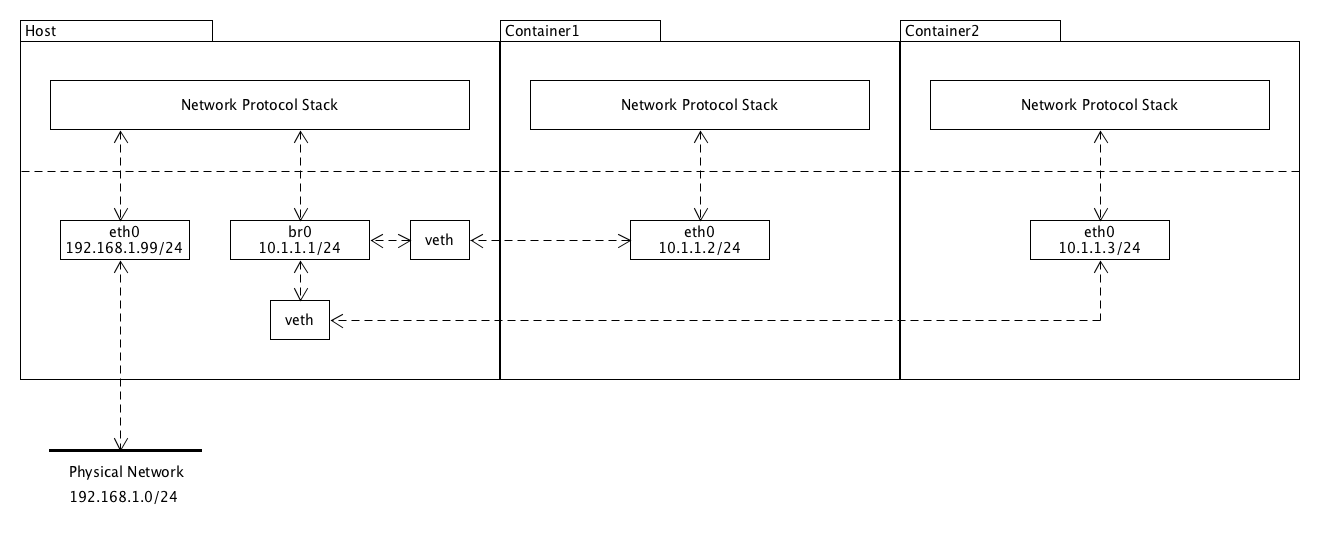 Host
Container1
Container2
Network Protocol Stack
Network Protocol Stack
Network Protocol Stack
eth0
192.168.1.99/24
br0
10.1.1.1/24
veth
eth0
10.1.1.2/24
eth0
10.1.1.3/24
veth
Physical Network
192.168.1.0/24